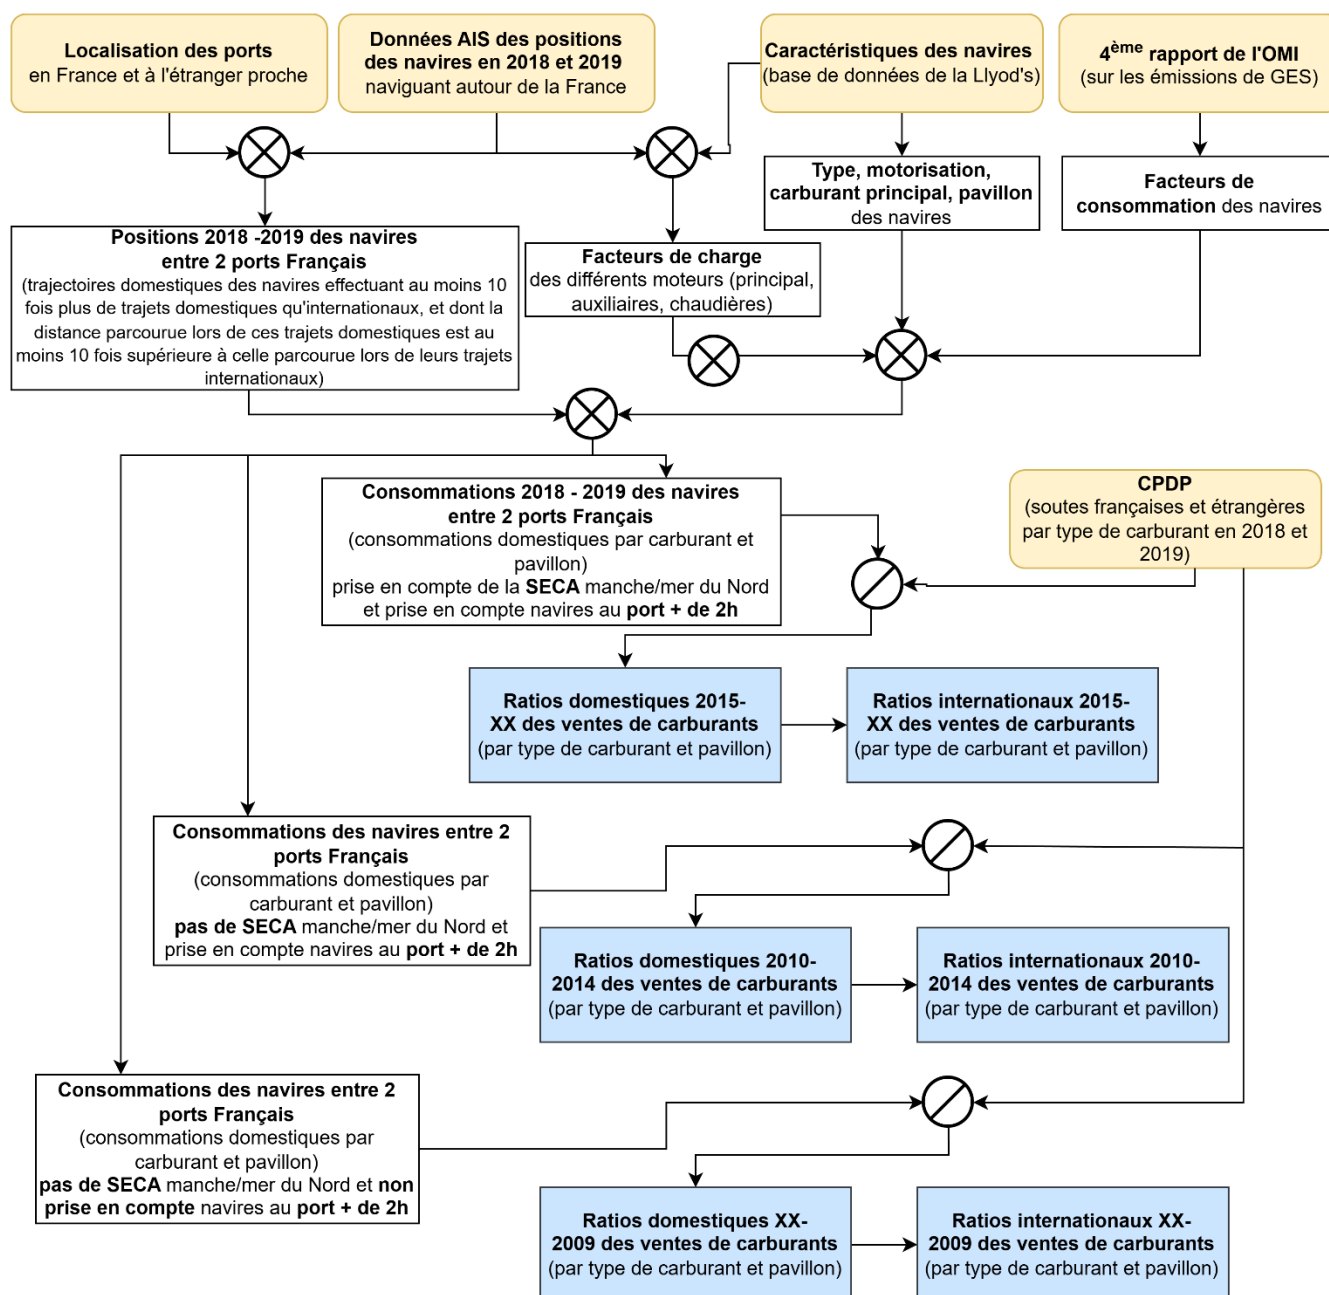 Localisation des ports
en France et à l'étranger proche
Données AIS des positions
des navires en 2018 et 2019
naviguant autour de la France
Caractéristiques des navires
(base de données de la Llyod's)
4ème rapport de l'OMI
(sur les émissions de GES)
Type, motorisation,
carburant principal, pavillon
des navires
Facteurs de
consommation des navires
Positions 2018 -2019 des navires
entre 2 ports Français
(trajectoires domestiques des navires effectuant au moins 10
fois plus de trajets domestiques qu'internationaux, et dont la
distance parcourue lors de ces trajets domestiques est au
moins 10 fois supérieure à celle parcourue lors de leurs trajets
internationaux)
Facteurs de charge
des différents moteurs (principal,
auxiliaires, chaudières)
Consommations 2018 - 2019 des navires
entre 2 ports Français
(consommations domestiques par carburant et
pavillon)
prise en compte de la SECA manche/mer du Nord
et prise en compte navires au port + de 2h
CPDP
(soutes françaises et étrangères
par type de carburant en 2018 et
2019)
Ratios domestiques 2015-
XX des ventes de carburants
(par type de carburant et pavillon)
Ratios internationaux 2015-
XX des ventes de carburants
(par type de carburant et pavillon)
Consommations des navires entre 2
ports Français
(consommations domestiques par
carburant et pavillon)
pas de SECA manche/mer du Nord et
prise en compte navires au port + de 2h
Ratios domestiques 2010-
2014 des ventes de carburants
(par type de carburant et pavillon)
Ratios internationaux 2010-
2014 des ventes de carburants
(par type de carburant et pavillon)
Consommations des navires entre 2
ports Français
(consommations domestiques par
carburant et pavillon)
pas de SECA manche/mer du Nord et non
prise en compte navires au port + de 2h
Ratios domestiques XX-
2009 des ventes de carburants
(par type de carburant et pavillon)
Ratios internationaux XX-
2009 des ventes de carburants
(par type de carburant et pavillon)